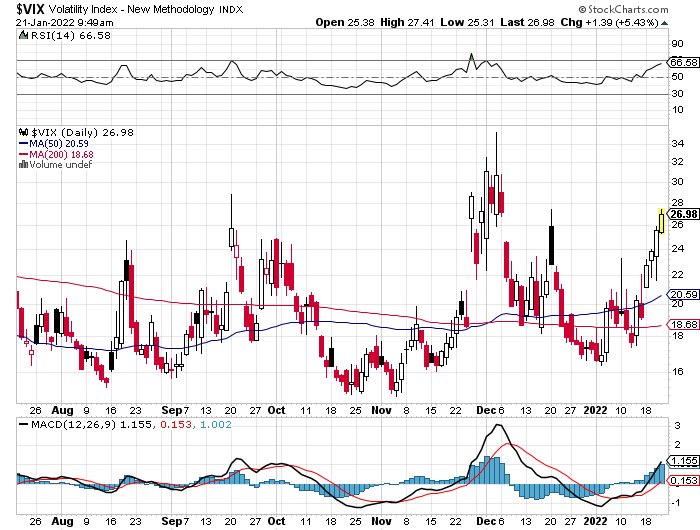 $VIX Volatility Index - New Methodology INDX © StockCharts.com
21-Jan-2022 9:49am Open 25.38 High 27.41 Low 25.31 Last 26.98 Chg +1.39 (+5.43%)
RSI(14) 66.58
90
70
66.58
50
30
10
$VIX (Daily) 26.98
MA(50) 20.59
MA(200) 18.68
Volume undef
34
32
30
28
26.98
26
24
22
20.59
20
18.68
18
16
26 Aug 9 16 23 Sep 7 13 20 27 Oct 11 18 25 Nov 8 15 22 Dec 6 13 20 27 2022 10 18
MACD(12,26,9) 1.155, 0.153, 1.002
3
2
1.155
0.153
-1
26 Aug 9 16 23 Sep 7 13 20 27 Oct 11 18 25 Nov 8 15 22 Dec 6 13 20 27 2022 10 18